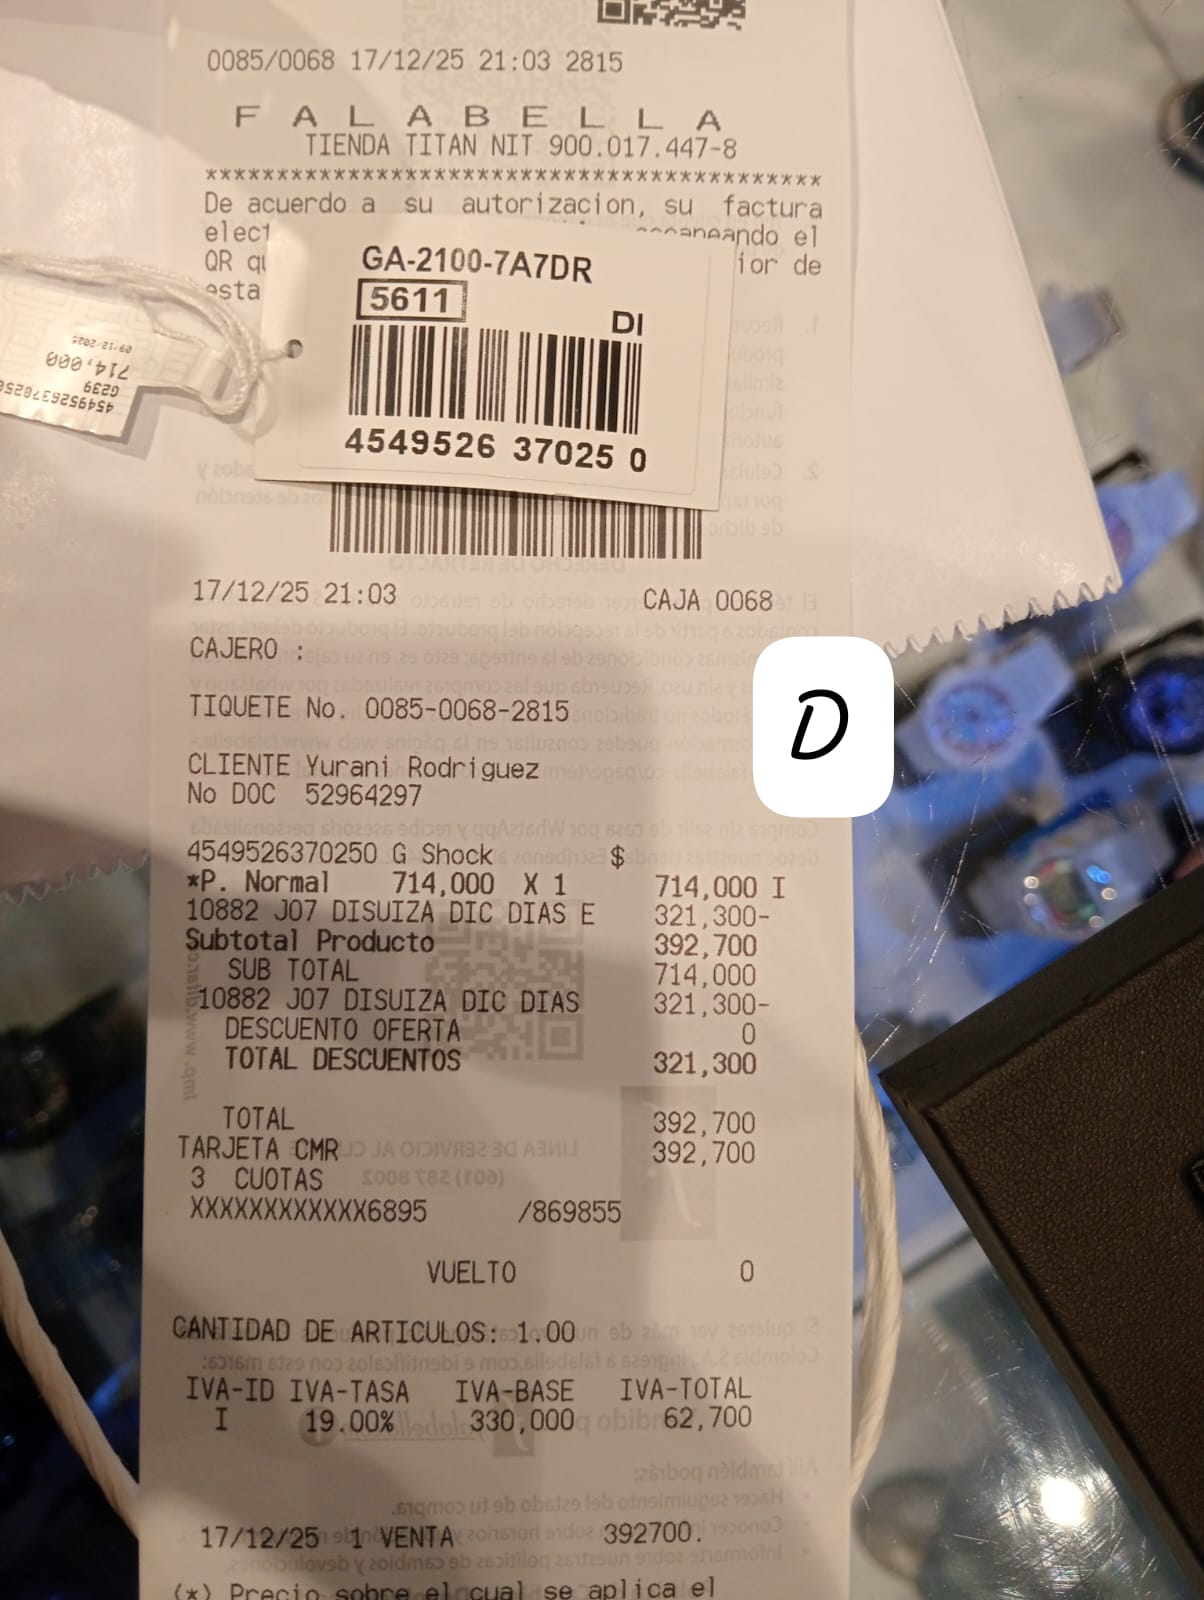 0085/0068 17/12/25 21:03 2815
FALABELLA
TIENDA TITAN NIT 900.017.447-8
******************************************
De acuerdo a su autorizacion, su factura
el
QR
esta
ior de
GA-2100-7A7DR
5611
DI
4549526 37025 0
G239
714,000
09-12-2025
17/12/25 21:03 CAJA 0068
CAJERO :
TIQUETE No. 0085-0068-2815
D
CLIENTE Yurani Rodriguez
No DOC 52964297
4549526370250 G Shock $
*P. Normal 714,000 X 1 714,000 I
10882 J07 DISUIZA DIC DIAS E 321,300-
Subtotal Producto 392,700
SUB TOTAL 714,000
10882 J07 DISUIZA DIC DIAS 321,300-
DESCUENTO OFERTA 0
TOTAL DESCUENTOS 321,300
TOTAL 392,700
TARJETA CMR 392,700
3 CUOTAS
XXXXXXXXXXXX6895 /869855
VUELTO 0
CANTIDAD DE ARTICULOS: 1.00
IVA-ID IVA-TASA IVA-BASE IVA-TOTAL
I 19.00% 330,000 62,700
17/12/25 1 VENTA 392700.
(*) Precio sobre el cual se aplica el